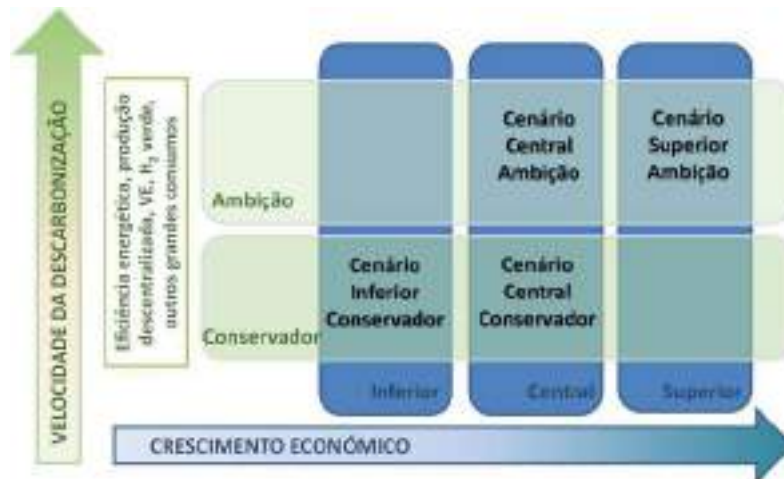 VELOCIDADE DA DESCARBONIZAÇÃO
Eficiência energética, produção
descentralizada, VE, H₂ verde,
outros grandes consumos
Ambição
Cenário
Central
Ambição
Cenário
Superior
Ambição
Conservador
Cenário
Inferior
Conservador
Cenário
Central
Conservador
Inferior
Central
Superior
CRESCIMENTO ECONÓMICO